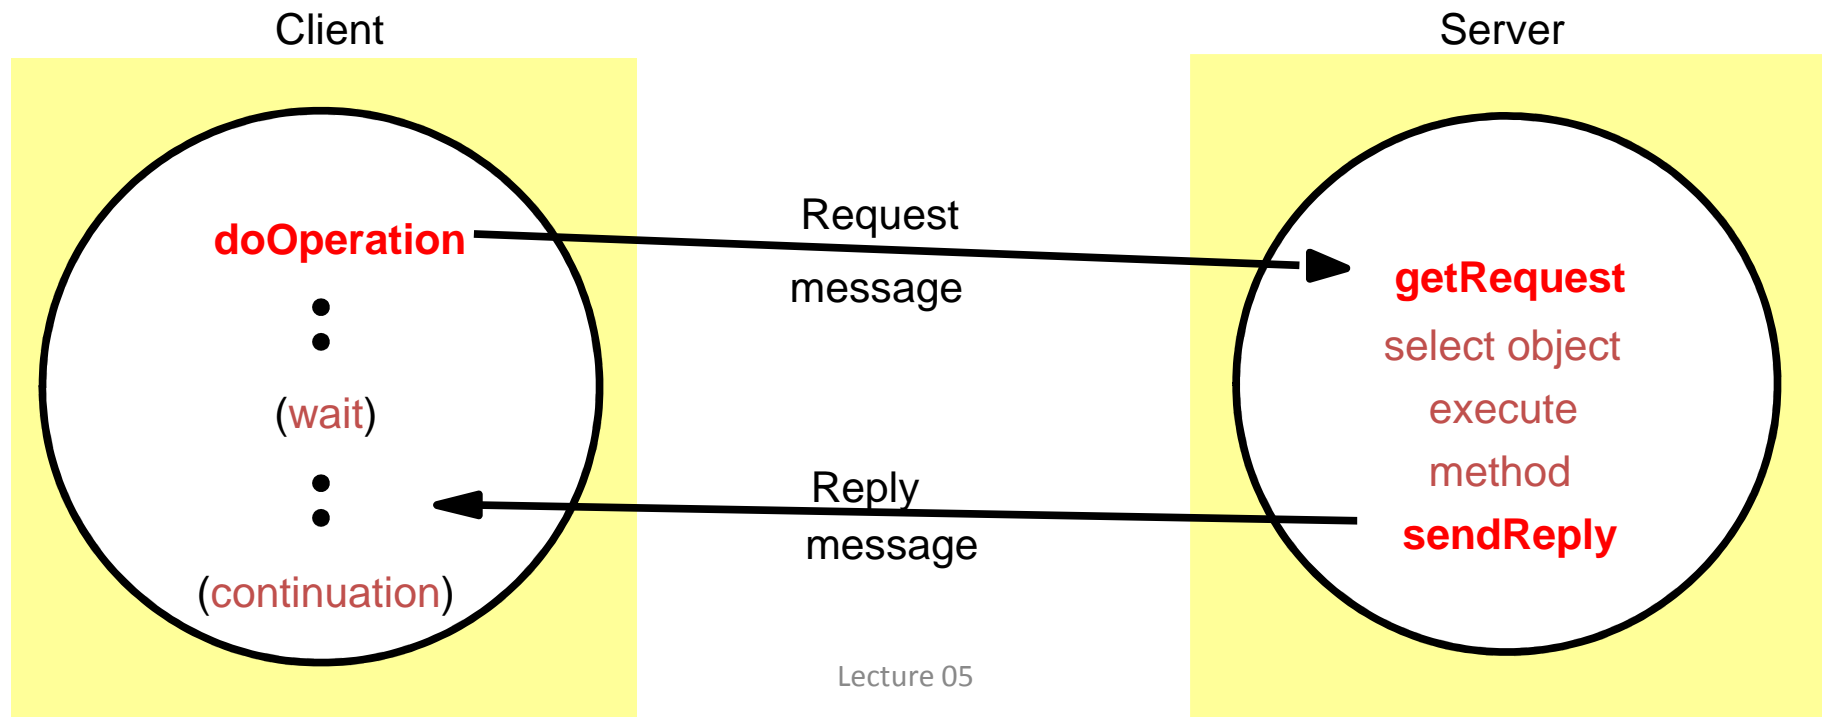 Client
Server
doOperation
(wait)
(continuation)
Request
message
Reply
message
getRequest
select object
execute
method
sendReply
Lecture 05